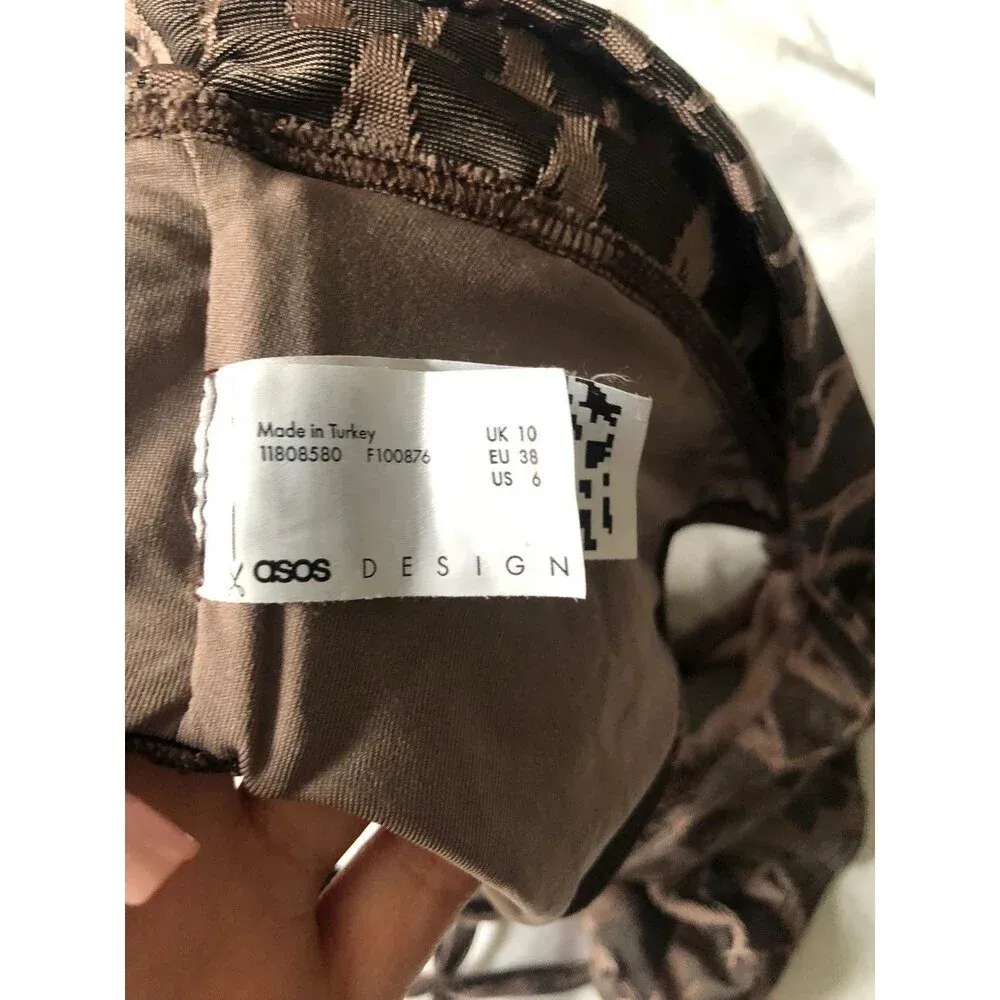 Made in Turkey UK 10
11808580 F100876 EU 38
US 6
asos DESIGN